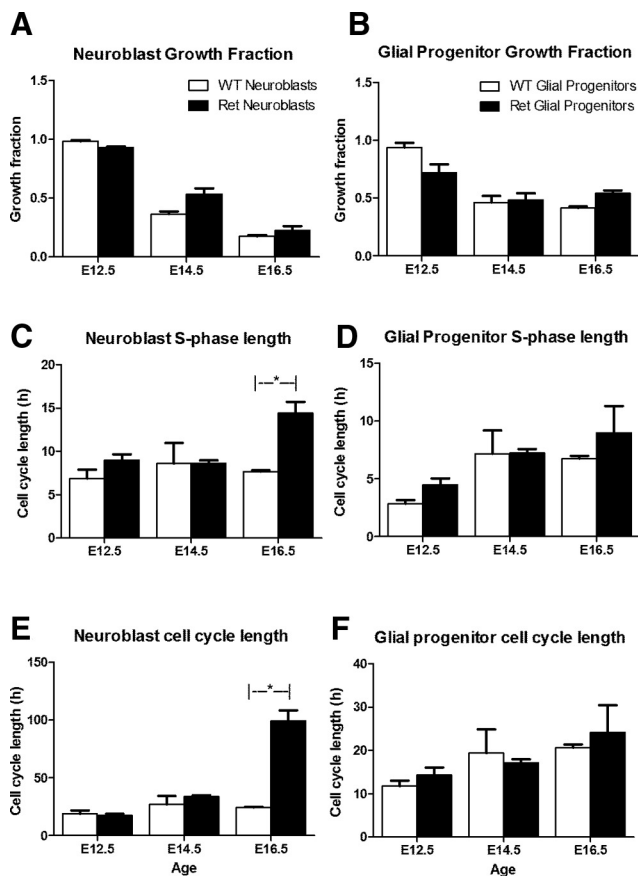 A
Neuroblast Growth Fraction
WT Neuroblasts
Ret Neuroblasts
Growth fraction
1.5
1.0
0.5
0.0
E12.5 E14.5 E16.5
B
Glial Progenitor Growth Fraction
WT Glial Progenitors
Ret Glial Progenitors
Growth fraction
1.5
1.0
0.5
0.0
E12.5 E14.5 E16.5
C
Neuroblast S-phase length
Cell cycle length (h)
20
15
10
5
0
|---*---|
E12.5 E14.5 E16.5
D
Glial Progenitor S-phase length
Cell cycle length (h)
15
10
5
0
E12.5 E14.5 E16.5
E
Neuroblast cell cycle length
Cell cycle length (h)
150
100
50
0
|---*---|
E12.5 E14.5 E16.5
Age
F
Glial progenitor cell cycle length
Cell cycle length (h)
40
30
20
10
0
E12.5 E14.5 E16.5
Age